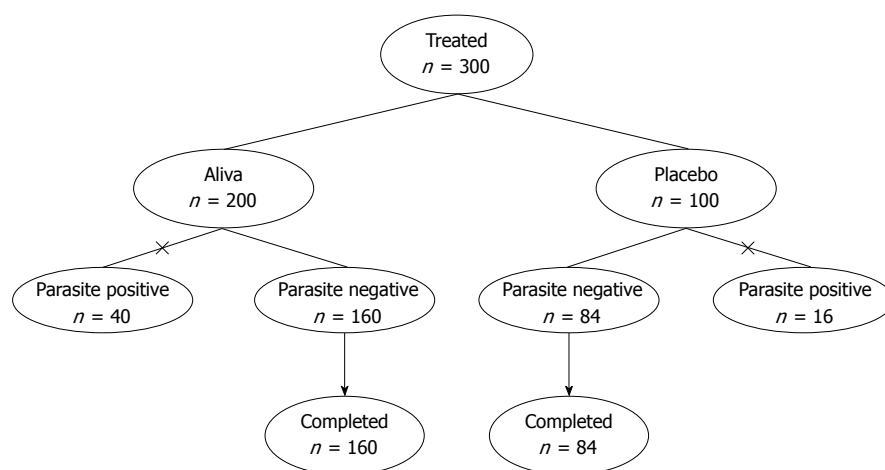 Treated
n = 300
Aliva
n = 200
Placebo
n = 100
Parasite positive
n = 40
Parasite negative
n = 160
Parasite negative
n = 84
Parasite positive
n = 16
Completed
n = 160
Completed
n = 84